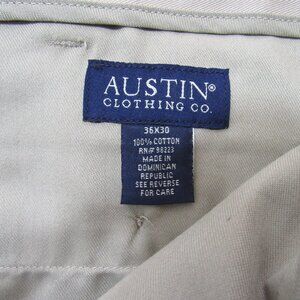 AUSTIN®
CLOTHING CO.
36X30
100% COTTON
RN# 98223
MADE IN
DOMINICAN
REPUBLIC
SEE REVERSE
FOR CARE